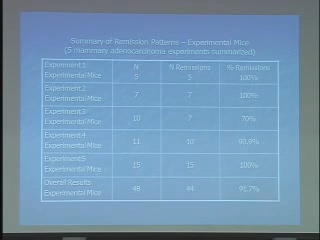 Summary of Remission Patterns – Experimental Mice
(5 mammary adenocarcinoma experiments summarized)
Experiment 1
Experimental Mice
N
5
N Remissions
5
% Remissions
100%
Experiment 2
Experimental Mice
7
7
100%
Experiment 3
Experimental Mice
10
7
70%
Experiment 4
Experimental Mice
11
10
90.9%
Experiment 5
Experimental Mice
15
15
100%
Overall Results
Experimental Mice
48
44
91.7%